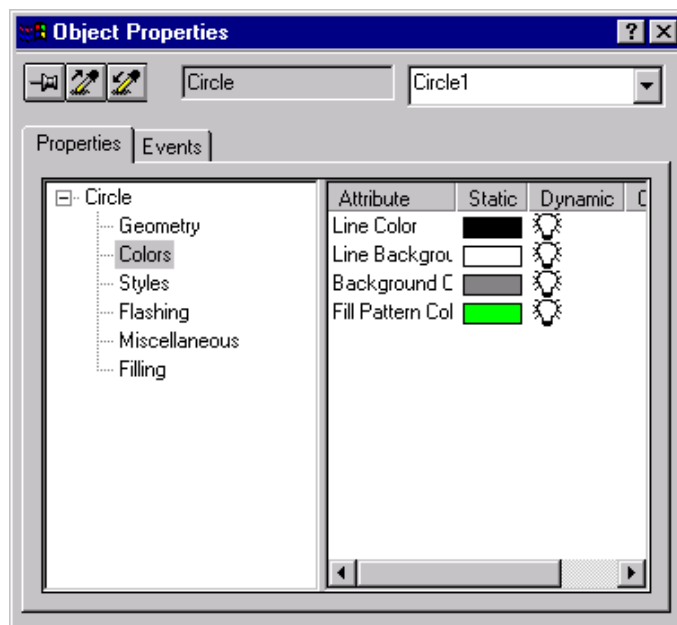 Object Properties
Circle Circle1
Properties Events
Circle
Geometry
Colors
Styles
Flashing
Miscellaneous
Filling
Attribute Static Dynamic C
Line Color
Line Backgrou
Background C
Fill Pattern Col